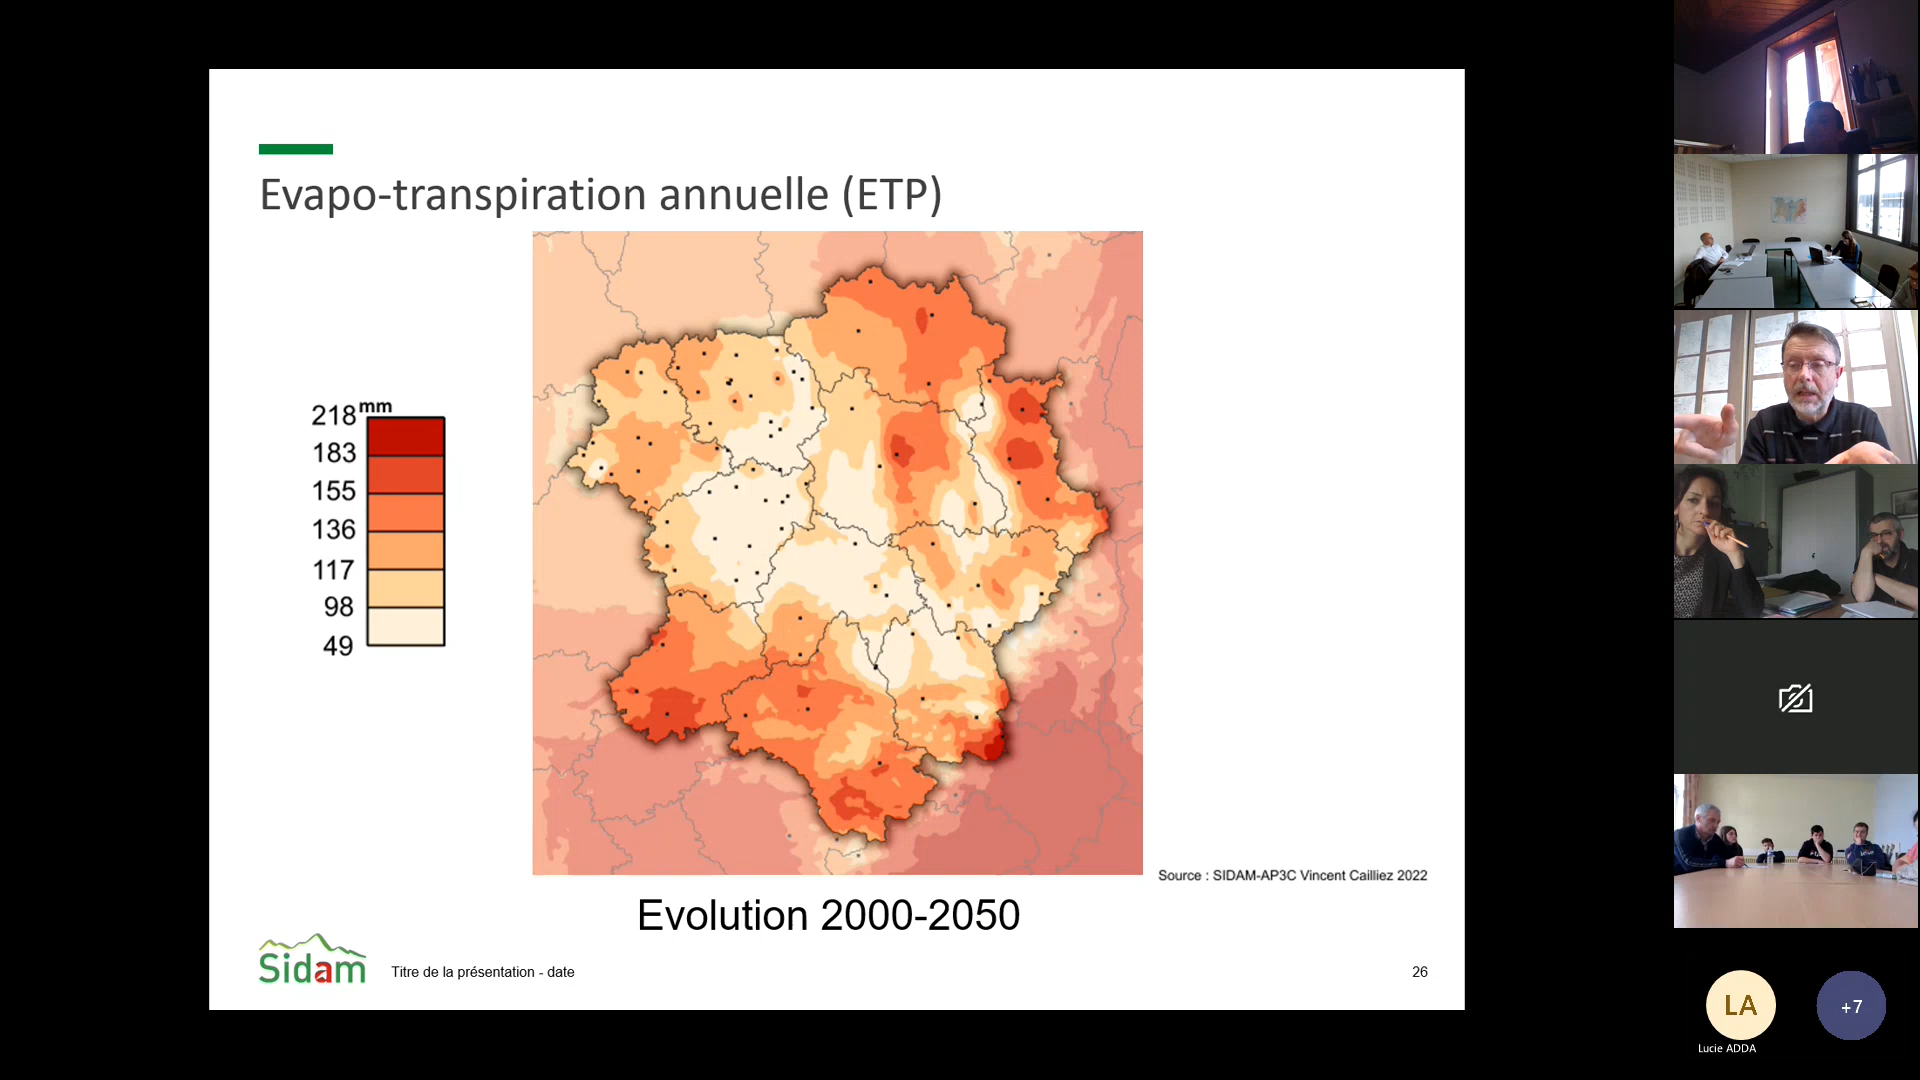 Evapo-transpiration annuelle (ETP)
mm
218
183
155
136
117
98
49
Source : SIDAM-AP3C Vincent Cailliez 2022
Evolution 2000-2050
Sidam
Titre de la présentation - date
26
LA
Lucie ADDA
+7